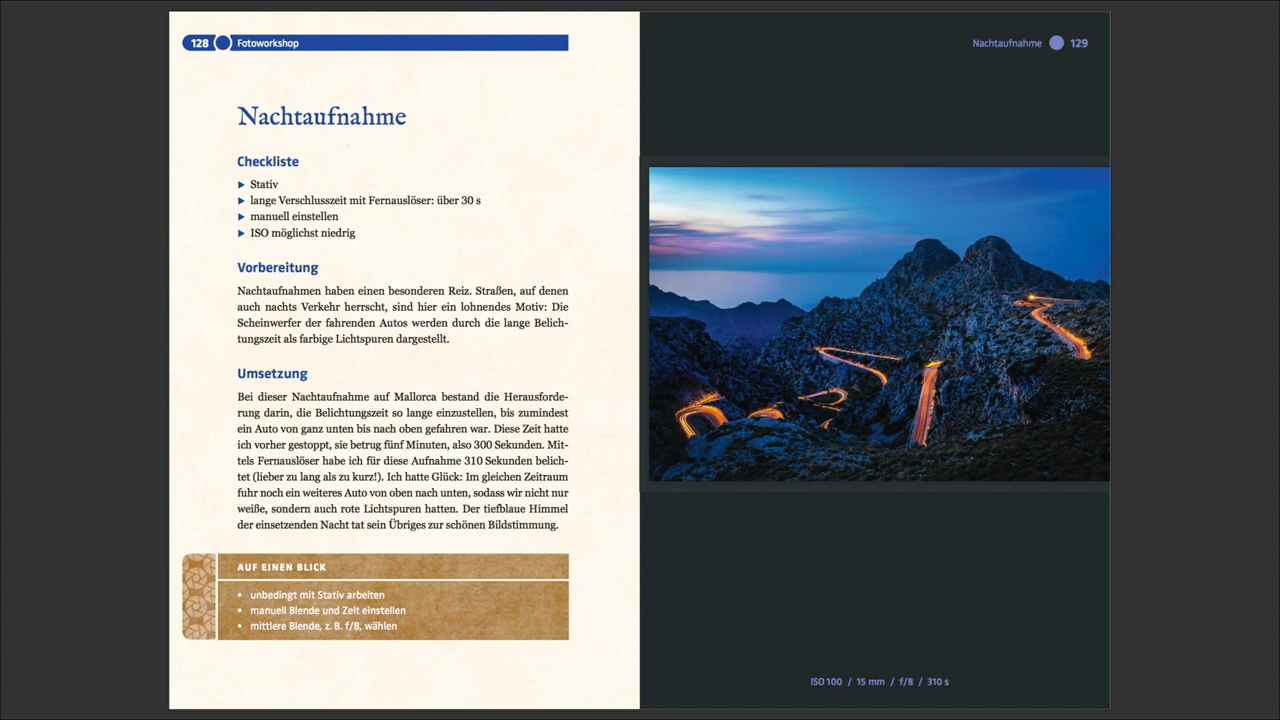 128 Fotoworkshop
Nachtaufnahme
Checkliste
▶ Stativ
▶ lange Verschlusszeit mit Fernauslöser: über 30 s
▶ manuell einstellen
▶ ISO möglichst niedrig
Vorbereitung
Nachtaufnahmen haben einen besonderen Reiz. Straßen, auf denen
auch nachts Verkehr herrscht, sind hier ein lohnendes Motiv: Die
Scheinwerfer der fahrenden Autos werden durch die lange Belich-
tungszeit als farbige Lichtspuren dargestellt.
Umsetzung
Bei dieser Nachtaufnahme auf Mallorca bestand die Herausforde-
rung darin, die Belichtungszeit so lange einzustellen, bis zumindest
ein Auto von ganz unten bis nach oben gefahren war. Diese Zeit hatte
ich vorher gestoppt, sie betrug fünf Minuten, also 300 Sekunden. Mit-
tels Fernauslöser habe ich für diese Aufnahme 310 Sekunden belich-
tet (lieber zu lang als zu kurz!). Ich hatte Glück: Im gleichen Zeitraum
fuhr noch ein weiteres Auto von oben nach unten, sodass wir nicht nur
weiße, sondern auch rote Lichtspuren hatten. Der tiefblaue Himmel
der einsetzenden Nacht tat sein Übriges zur schönen Bildstimmung.
AUF EINEN BLICK
• unbedingt mit Stativ arbeiten
• manuell Blende und Zeit einstellen
• mittlere Blende, z. B. f/8, wählen
Nachtaufnahme 129
ISO 100 / 15 mm / f/8 / 310 s